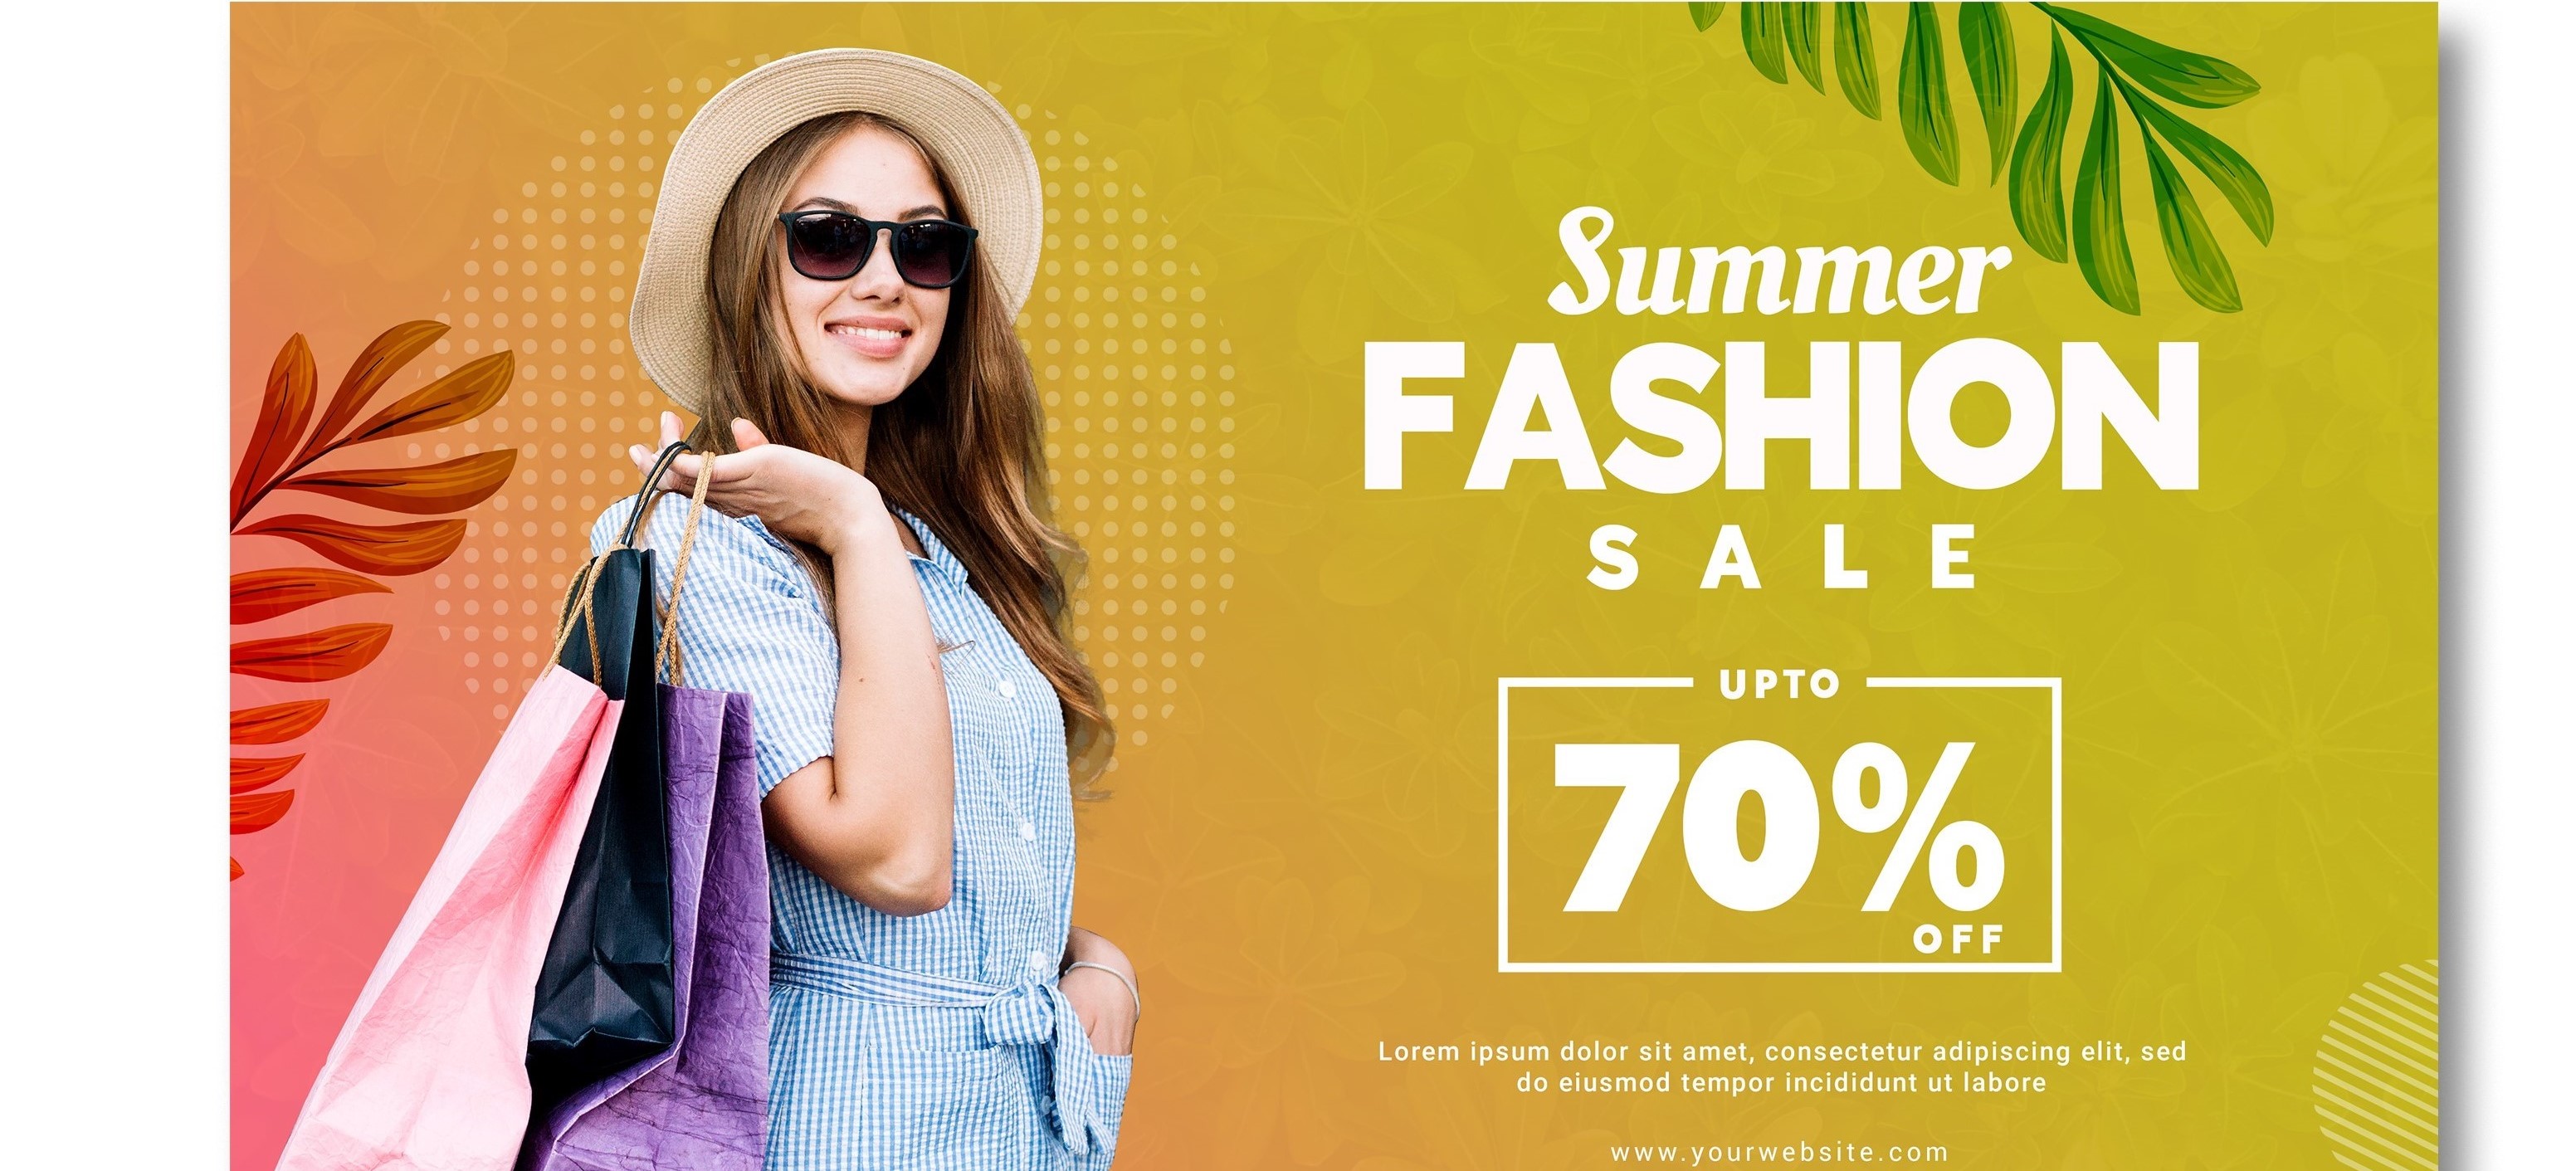 Summer
FASHION
SALE
UPTO
70%
OFF
Lorem ipsum dolor sit amet, consectetur adipiscing elit, sed
do eiusmod tempor incididunt ut labore
www.yourwebsite.com